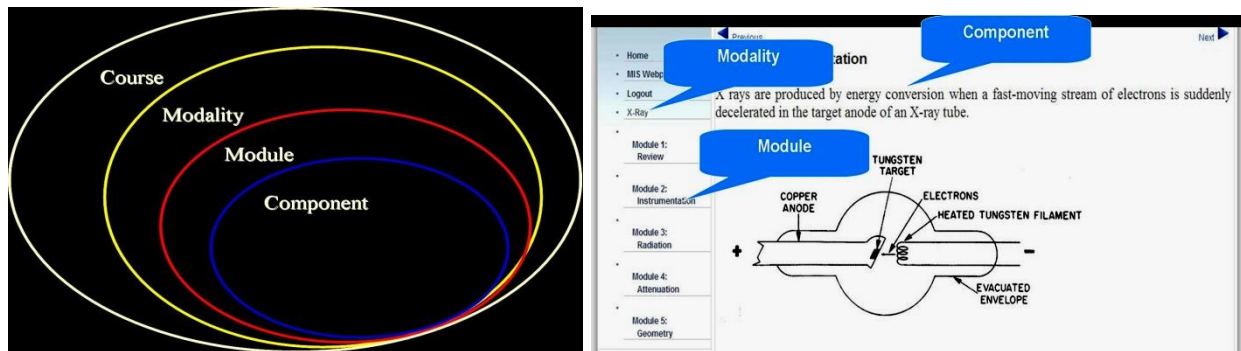 Course
Modality
Module
Component
Previous
Next
Component
Modality
Module
Home
MIS Webp
Logout
X-Ray
Module 1:
Review
Module 2:
Instrumentation
Module 3:
Radiation
Module 4:
Attenuation
Module 5:
Geometry
tation
X rays are produced by energy conversion when a fast-moving stream of electrons is suddenly
decelerated in the target anode of an X-ray tube.
TUNGSTEN
TARGET
COPPER
ANODE
ELECTRONS
HEATED TUNGSTEN FILAMENT
+
-
EVACUATED
ENVELOPE